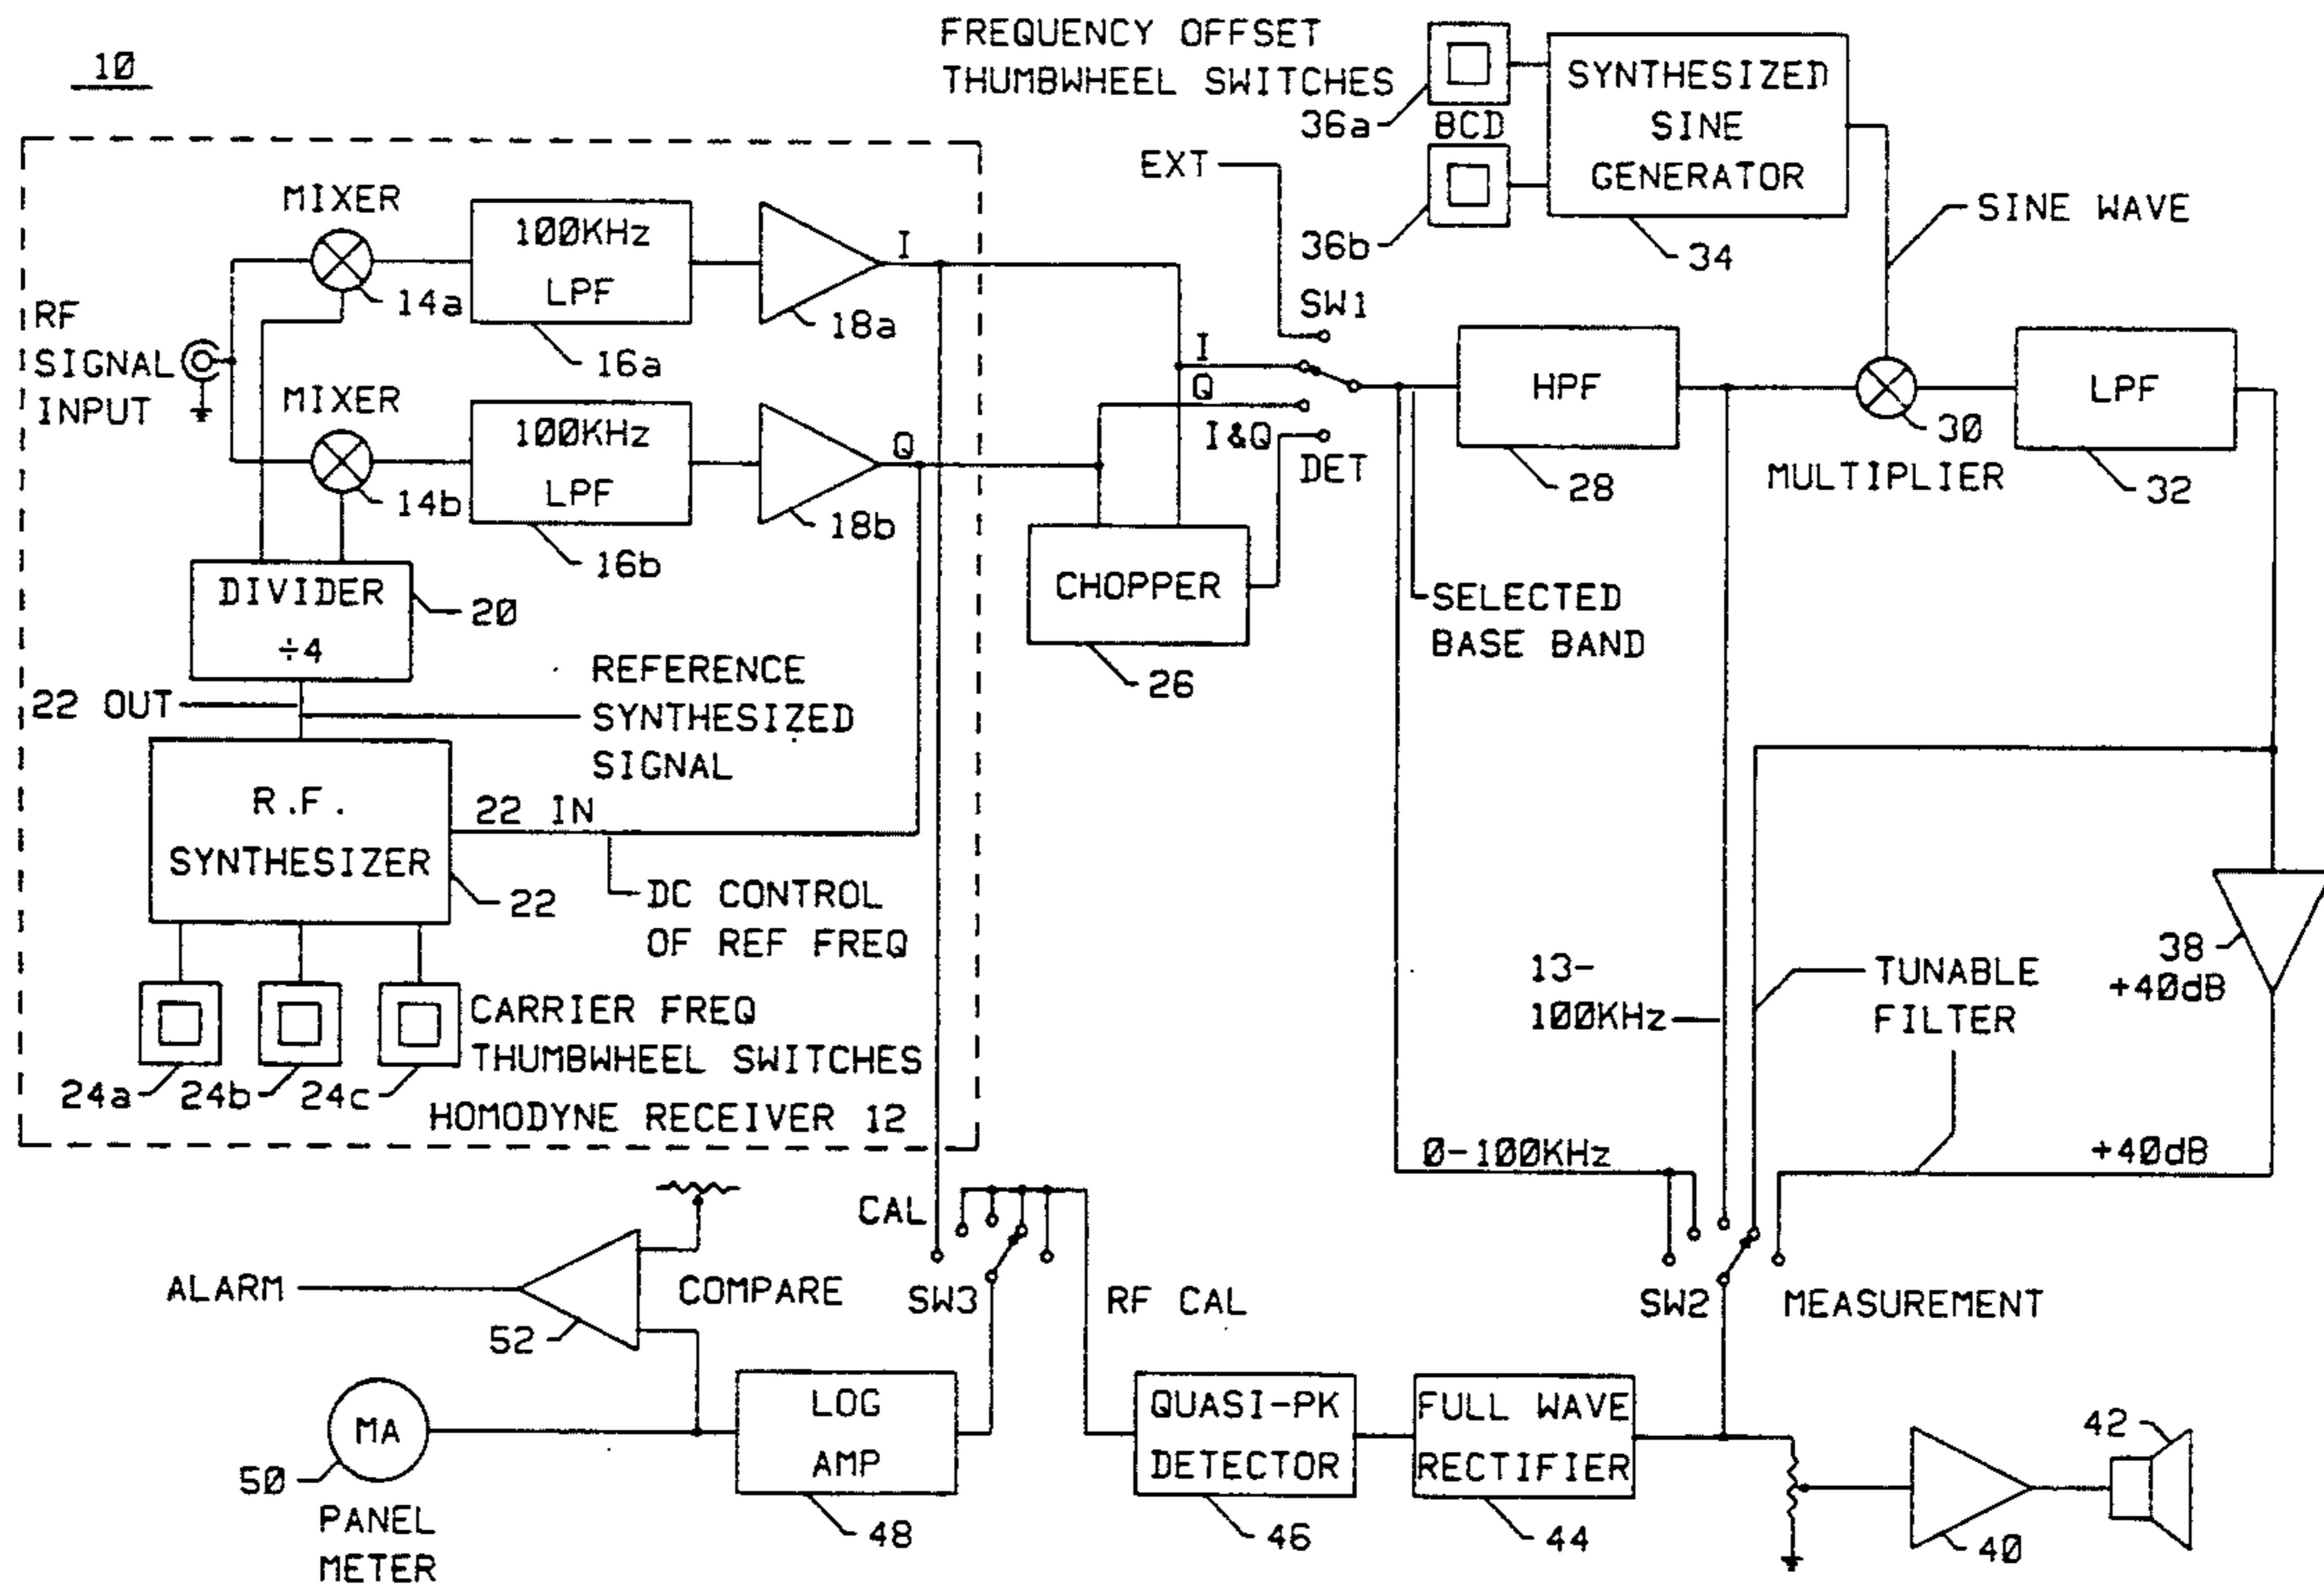 10
FREQUENCY OFFSET
THUMBWHEEL SWITCHES
36a
BCD
36b
SYNTHESIZED
SINE
GENERATOR
34
SINE WAVE
EXT
SW1
I
Q
I&Q
DET
MIXER
14a
100KHz
LPF
16a
18a
I
RF
SIGNAL
INPUT
MIXER
14b
100KHz
LPF
16b
18b
Q
DIVIDER
÷4
20
22 OUT
REFERENCE
SYNTHESIZED
SIGNAL
R.F.
SYNTHESIZER
22
22 IN
DC CONTROL
OF REF FREQ
CARRIER FREQ
THUMBWHEEL SWITCHES
24a
24b
24c
HOMODYNE RECEIVER 12
CHOPPER
26
SELECTED
BASE BAND
HPF
28
30
MULTIPLIER
LPF
32
38
+40dB
13-
100KHz
TUNABLE
FILTER
0-100KHz
+40dB
CAL
SW3
RF CAL
SW2
MEASUREMENT
ALARM
52
COMPARE
MA
50
PANEL
METER
LOG
AMP
48
QUASI-PK
DETECTOR
46
FULL WAVE
RECTIFIER
44
40
42